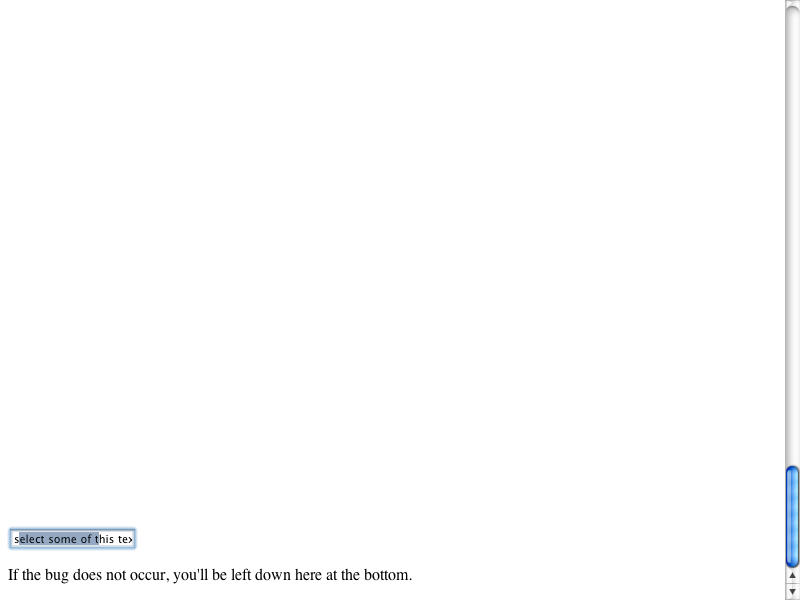 select some of this te
If the bug does not occur, you'll be left down here at the bottom.